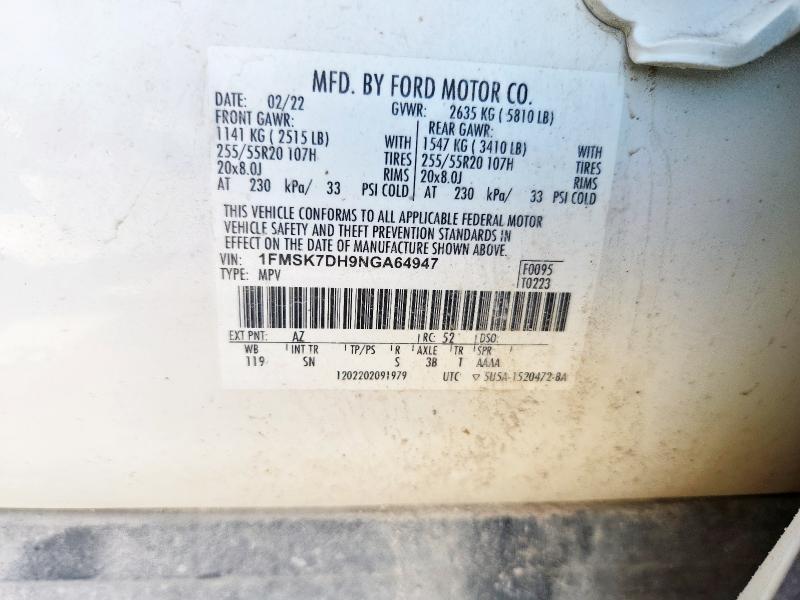 MFD. BY FORD MOTOR CO.
DATE: 02/22 GVWR: 2635 KG ( 5810 LB)
FRONT GAWR: REAR GAWR:
1141 KG ( 2515 LB) WITH 1547 KG ( 3410 LB) WITH
255/55R20 107H TIRES 255/55R20 107H TIRES
20x8.0J RIMS 20x8.0J RIMS
AT 230 kPa/ 33 PSI COLD AT 230 kPa/ 33 PSI COLD
THIS VEHICLE CONFORMS TO ALL APPLICABLE FEDERAL MOTOR
VEHICLE SAFETY AND THEFT PREVENTION STANDARDS IN
EFFECT ON THE DATE OF MANUFACTURE SHOWN ABOVE.
VIN: 1FMSK7DH9NGA64947
TYPE: MPV
F0095
T0223
EXT PNT: AZ RC: 52 DSO:
WB INT TR TP/PS R AXLE TR SPR
119 SN S 3B T AAAA
1202202091979 UTC ▽ 5U5A-1520472-BA